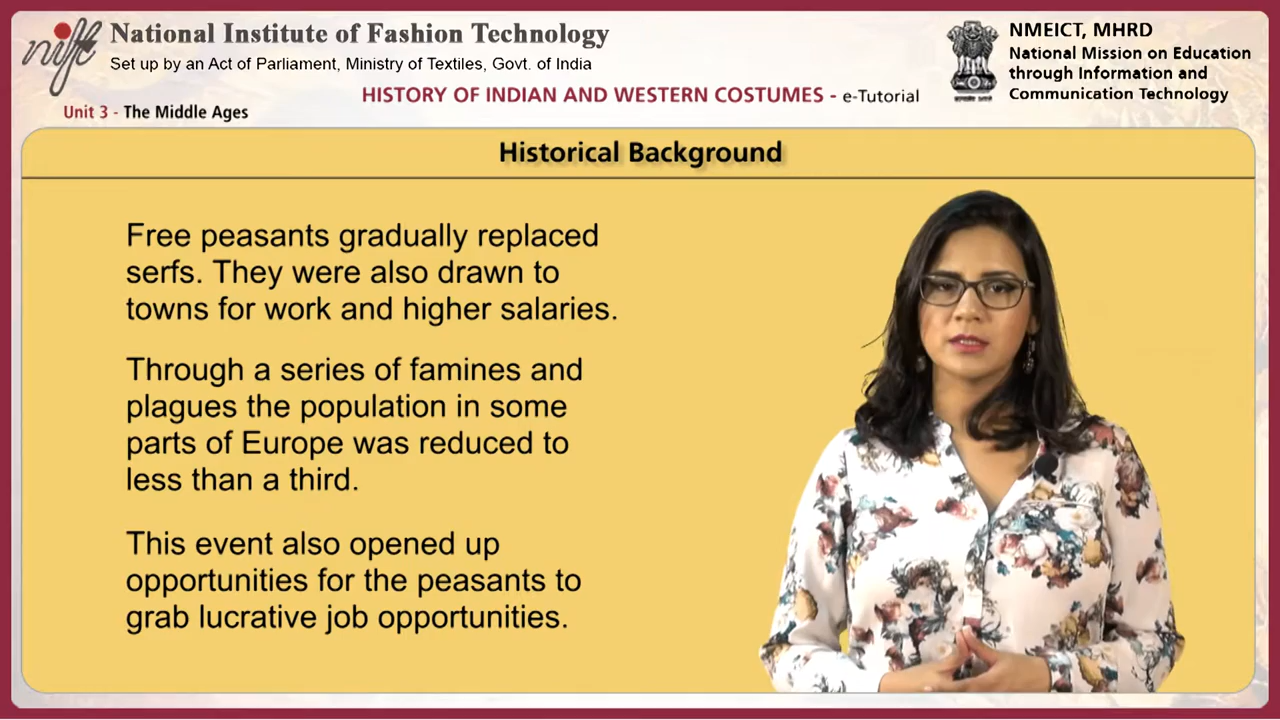 nift
National Institute of Fashion Technology
Set up by an Act of Parliament, Ministry of Textiles, Govt. of India
NMEICT, MHRD
National Mission on Education
through Information and
Communication Technology
HISTORY OF INDIAN AND WESTERN COSTUMES - e-Tutorial
Unit 3 - The Middle Ages
Historical Background
Free peasants gradually replaced
serfs. They were also drawn to
towns for work and higher salaries.
Through a series of famines and
plagues the population in some
parts of Europe was reduced to
less than a third.
This event also opened up
opportunities for the peasants to
grab lucrative job opportunities.